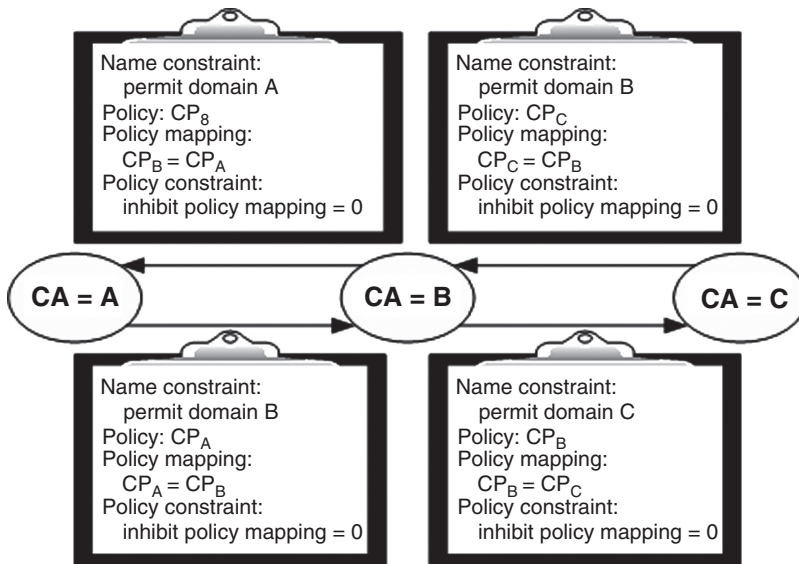 Name constraint:
permit domain A
Policy: CP8
Policy mapping:
CPB = CPA
Policy constraint:
inhibit policy mapping = 0
Name constraint:
permit domain B
Policy: CPC
Policy mapping:
CPC = CPB
Policy constraint:
inhibit policy mapping = 0
CA = A
CA = B
CA = C
Name constraint:
permit domain B
Policy: CPA
Policy mapping:
CPA = CPB
Policy constraint:
inhibit policy mapping = 0
Name constraint:
permit domain C
Policy: CPB
Policy mapping:
CPB = CPC
Policy constraint:
inhibit policy mapping = 0